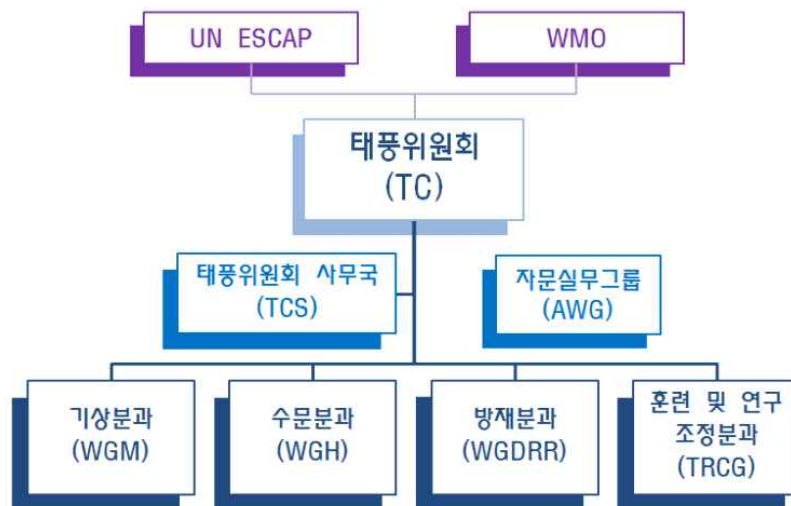 UN ESCAP
WMO
태풍위원회
(TC)
태풍위원회 사무국
(TCS)
자문실무그룹
(AWG)
기상분과
(WGM)
수문분과
(WGH)
방재분과
(WGDRR)
훈련 및 연구
조정분과
(TRCG)